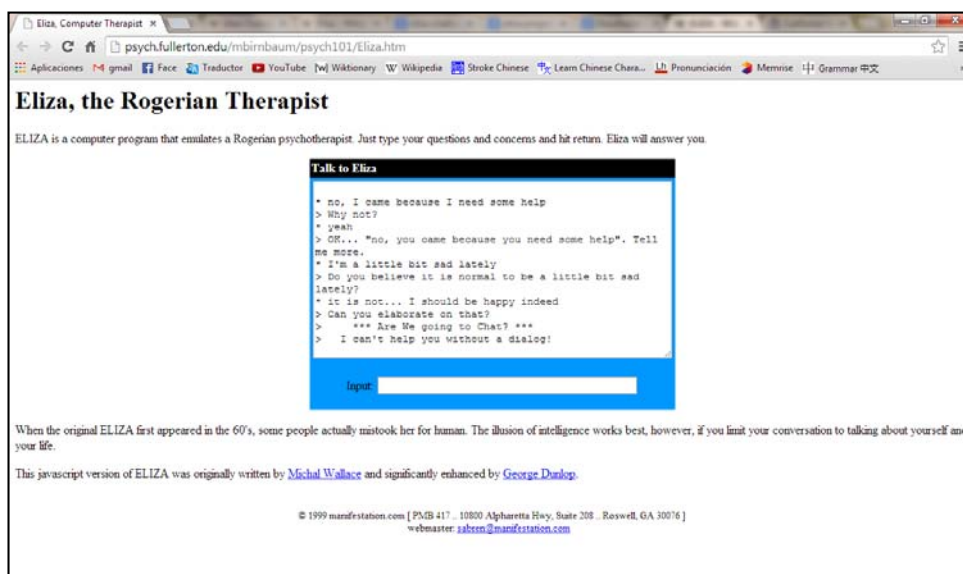 Eliza, Computer Therapist ×
psych.fullerton.edu/mbirnbaum/psych101/Eliza.htm
Aplicaciones gmail Face Traductor YouTube [w] Wiktionary W Wikipedia Stroke Chinese Learn Chinese Chara... Pronunciación Memrise Grammar 中文
Eliza, the Rogerian Therapist
ELIZA is a computer program that emulates a Rogerian psychotherapist. Just type your questions and concerns and hit return. Eliza will answer you.
Talk to Eliza
* no, I came because I need some help
> Why not?
* yeah
> OK... "no, you came because you need some help". Tell
me more.
* I'm a little bit sad lately
> Do you believe it is normal to be a little bit sad
lately?
* it is not... I should be happy indeed
> Can you elaborate on that?
> *** Are We going to Chat? ***
> I can't help you without a dialog!
Input:
When the original ELIZA first appeared in the 60's, some people actually mistook her for human. The illusion of intelligence works best, however, if you limit your conversation to talking about yourself and
your life.
This javascript version of ELIZA was originally written by Michal Wallace and significantly enhanced by George Dunlop.
© 1999 manifestation.com [ PMB 417 .. 10800 Alpharetta Hwy, Suite 208 .. Roswell, GA 30076 ]
webmaster: sabren@manifestation.com